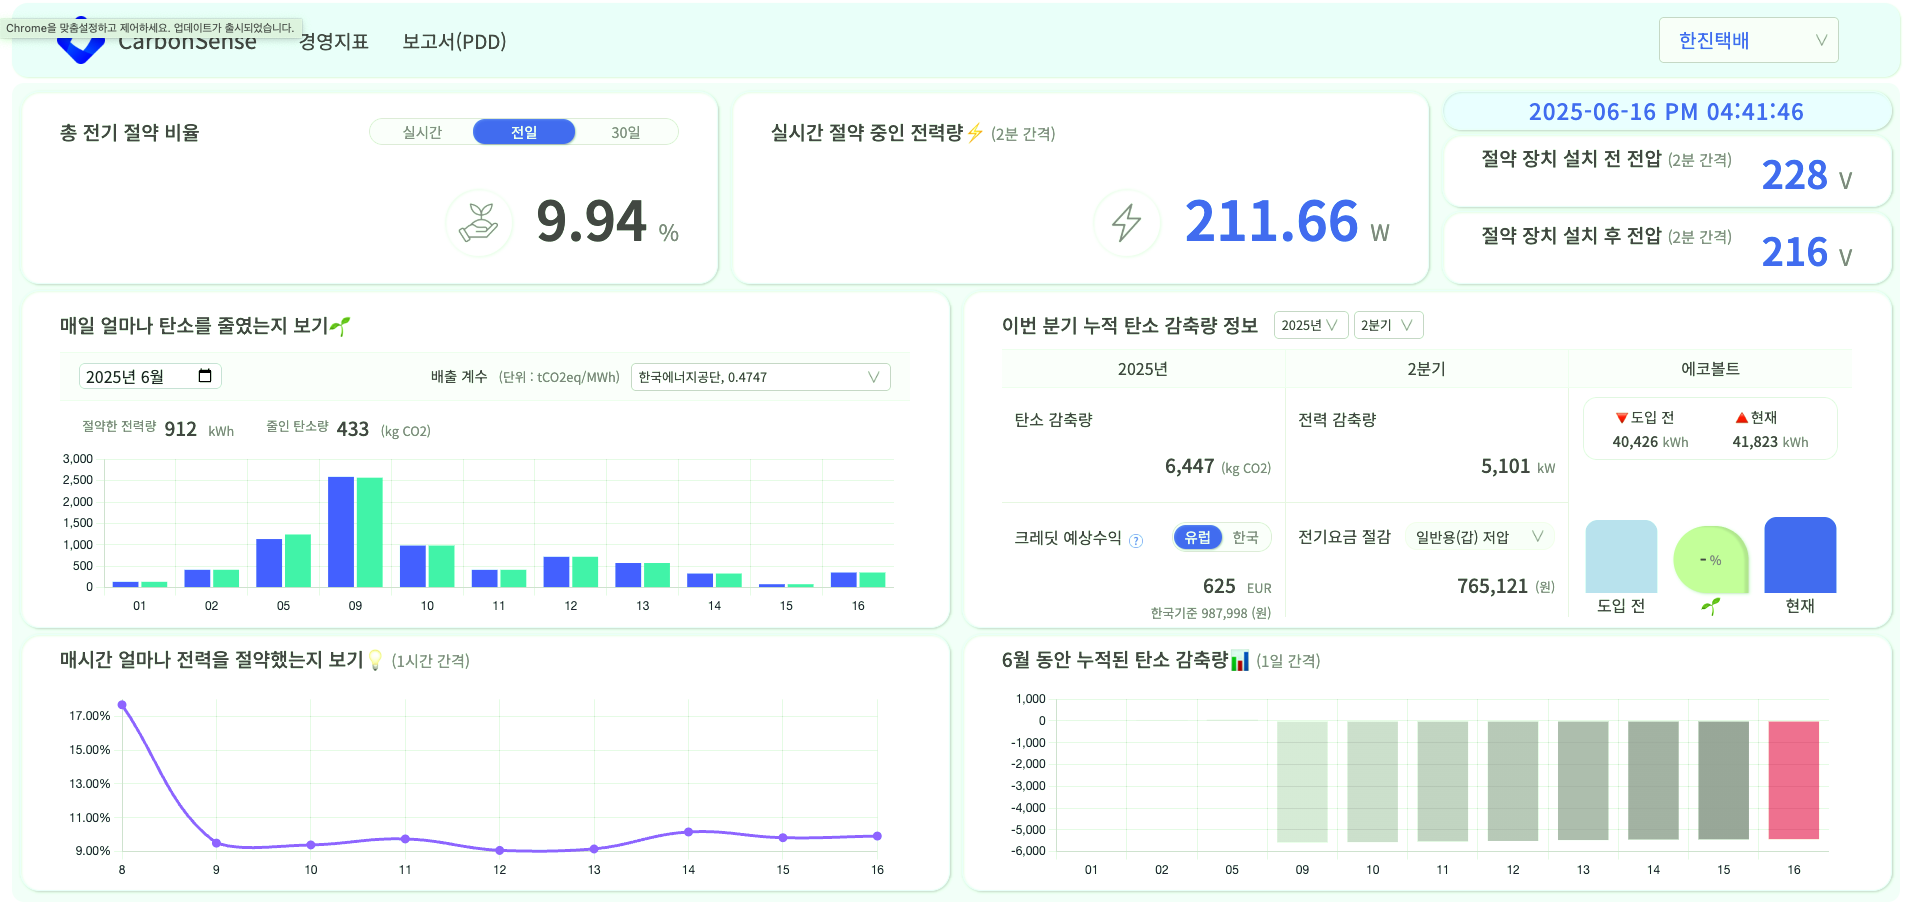 Chrome을 맞춤설정하고 제어하세요. 업데이트가 출시되었습니다.
CarbonSense 경영지표 보고서(PDD)
한진택배
총 전기 절약 비율
실시간 전일 30일
9.94 %
실시간 절약 중인 전력량⚡ (2분 간격)
211.66 W
2025-06-16 PM 04:41:46
절약 장치 설치 전 전압 (2분 간격)
228 V
절약 장치 설치 후 전압 (2분 간격)
216 V
매일 얼마나 탄소를 줄였는지 보기🌱
2025년 6월
배출 계수 (단위 : tCO2eq/MWh) 한국에너지공단, 0.4747
절약한 전력량 912 kWh 줄인 탄소량 433 (kg CO2)
3,000
2,500
2,000
1,500
1,000
500
0
01 02 05 09 10 11 12 13 14 15 16
이번 분기 누적 탄소 감축량 정보 2025년 2분기
2025년 2분기 에코볼트
탄소 감축량
6,447 (kg CO2)
전력 감축량
5,101 kW
🔻도입 전 🔺현재
40,426 kWh 41,823 kWh
크레딧 예상수익 ? 유럽 한국
625 EUR
한국기준 987,998 (원)
전기요금 절감 일반용(갑) 저압
765,121 (원)
- %
도입 전 🌱 현재
매시간 얼마나 전력을 절약했는지 보기💡 (1시간 간격)
17.00%
15.00%
13.00%
11.00%
9.00%
8 9 10 11 12 13 14 15 16
6월 동안 누적된 탄소 감축량📊 (1일 간격)
1,000
0
-1,000
-2,000
-3,000
-4,000
-5,000
-6,000
01 02 05 09 10 11 12 13 14 15 16